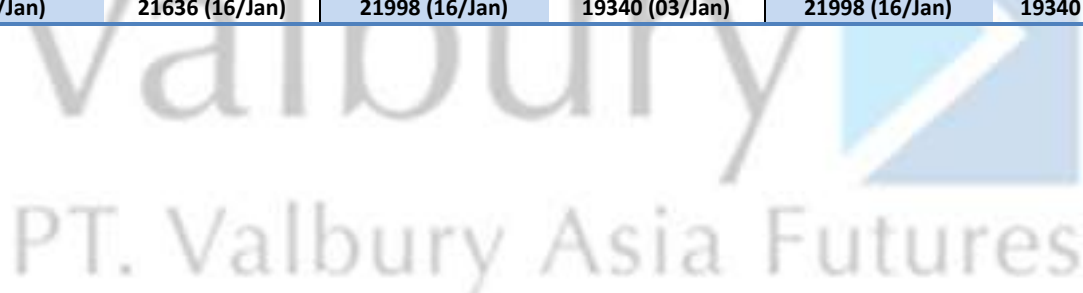 /Jan) 21636 (16/Jan) 21998 (16/Jan) 19340 (03/Jan) 21998 (16/Jan) 19340
Valbury
PT. Valbury Asia Futures